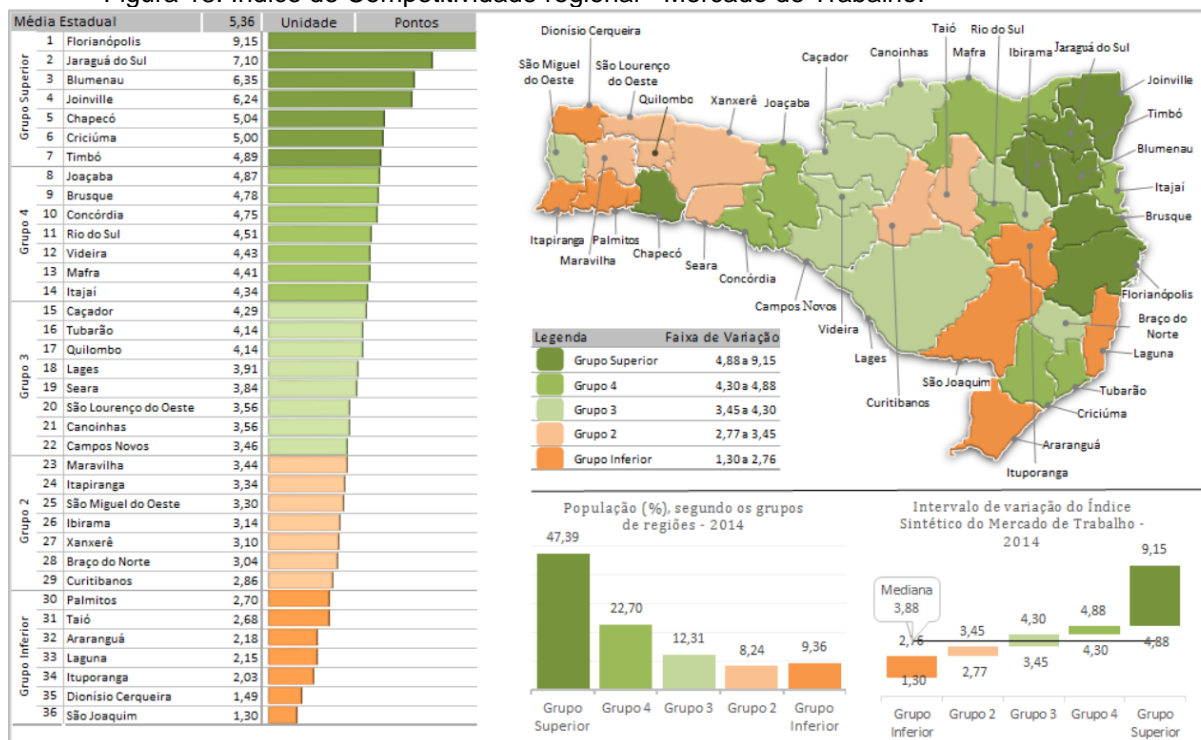 Figura 13. Índice de Competitividade regional - Mercado de Trabalho.
Média Estadual 5,36 Unidade Pontos
Grupo Superior
1 Florianópolis 9,15
2 Jaraguá do Sul 7,10
3 Blumenau 6,35
4 Joinville 6,24
5 Chapecó 5,04
6 Criciúma 5,00
7 Timbó 4,89
Grupo 4
8 Joaçaba 4,87
9 Brusque 4,78
10 Concórdia 4,75
11 Rio do Sul 4,51
12 Videira 4,43
13 Mafra 4,41
14 Itajaí 4,34
Grupo 3
15 Caçador 4,29
16 Tubarão 4,14
17 Quilombo 4,14
18 Lages 3,91
19 Seara 3,84
20 São Lourenço do Oeste 3,56
21 Canoinhas 3,56
22 Campos Novos 3,46
Grupo 2
23 Maravilha 3,44
24 Itapiranga 3,34
25 São Miguel do Oeste 3,30
26 Ibirama 3,14
27 Xanxerê 3,10
28 Braço do Norte 3,04
29 Curitibanos 2,86
Grupo Inferior
30 Palmitos 2,70
31 Taió 2,68
32 Araranguá 2,18
33 Laguna 2,15
34 Ituporanga 2,03
35 Dionísio Cerqueira 1,49
36 São Joaquim 1,30
Dionísio Cerqueira
São Miguel
do Oeste
São Lourenço
do Oeste
Quilombo
Xanxerê
Joaçaba
Caçador
Canoinhas
Taió
Mafra
Rio do Sul
Ibirama
Jaraguá do Sul
Joinville
Timbó
Blumenau
Itajaí
Brusque
Florianópolis
Braço do
Norte
Laguna
Tubarão
Criciúma
Araranguá
Ituporanga
São Joaquim
Curitibanos
Lages
Videira
Campos Novos
Concórdia
Seara
Chapecó
Maravilha
Palmitos
Itapiranga
Legenda Faixa de Variação
Grupo Superior 4,88 a 9,15
Grupo 4 4,30 a 4,88
Grupo 3 3,45 a 4,30
Grupo 2 2,77 a 3,45
Grupo Inferior 1,30 a 2,76
População (%), segundo os grupos
de regiões - 2014
47,39
22,70
12,31
8,24
9,36
Grupo
Superior
Grupo 4
Grupo 3
Grupo 2
Grupo
Inferior
Intervalo de variação do Índice
Sintético do Mercado de Trabalho -
2014
Mediana
3,88
2,76
1,30
3,45
2,77
4,30
3,45
4,88
4,30
9,15
4,88
Grupo
Inferior
Grupo 2
Grupo 3
Grupo 4
Grupo
Superior